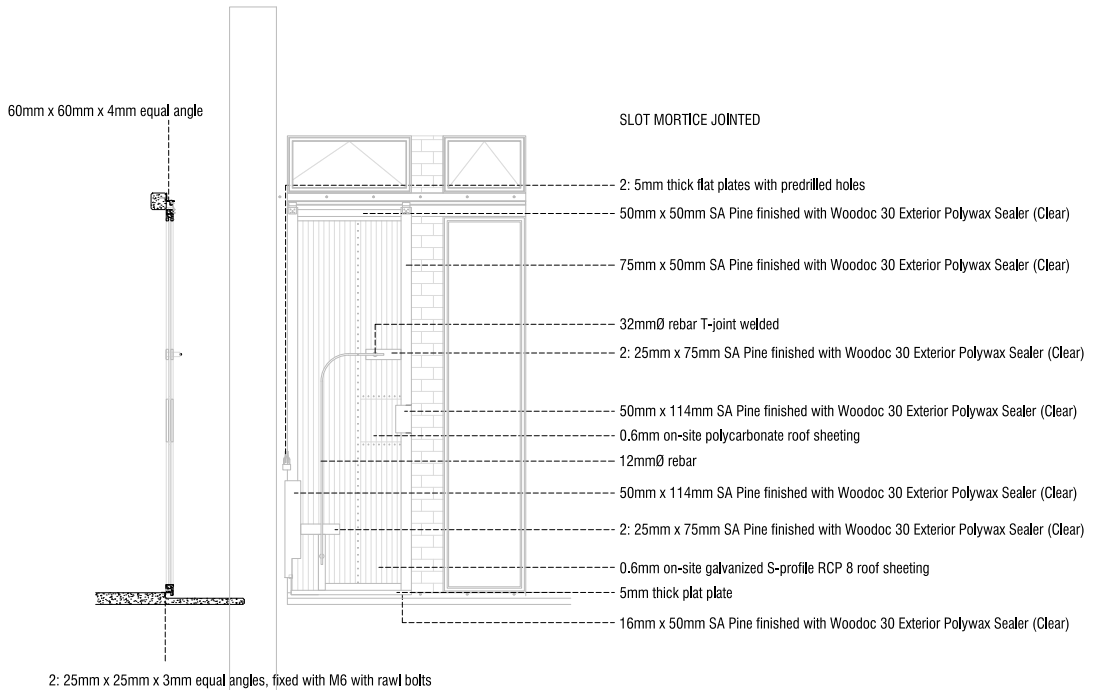 60mm x 60mm x 4mm equal angle
SLOT MORTICE JOINTED
2: 5mm thick flat plates with predrilled holes
50mm x 50mm SA Pine finished with Woodoc 30 Exterior Polywax Sealer (Clear)
75mm x 50mm SA Pine finished with Woodoc 30 Exterior Polywax Sealer (Clear)
32mmØ rebar T-joint welded
2: 25mm x 75mm SA Pine finished with Woodoc 30 Exterior Polywax Sealer (Clear)
50mm x 114mm SA Pine finished with Woodoc 30 Exterior Polywax Sealer (Clear)
0.6mm on-site polycarbonate roof sheeting
12mmØ rebar
50mm x 114mm SA Pine finished with Woodoc 30 Exterior Polywax Sealer (Clear)
2: 25mm x 75mm SA Pine finished with Woodoc 30 Exterior Polywax Sealer (Clear)
0.6mm on-site galvanized S-profile RCP 8 roof sheeting
5mm thick plat plate
16mm x 50mm SA Pine finished with Woodoc 30 Exterior Polywax Sealer (Clear)
2: 25mm x 25mm x 3mm equal angles, fixed with M6 with rawl bolts